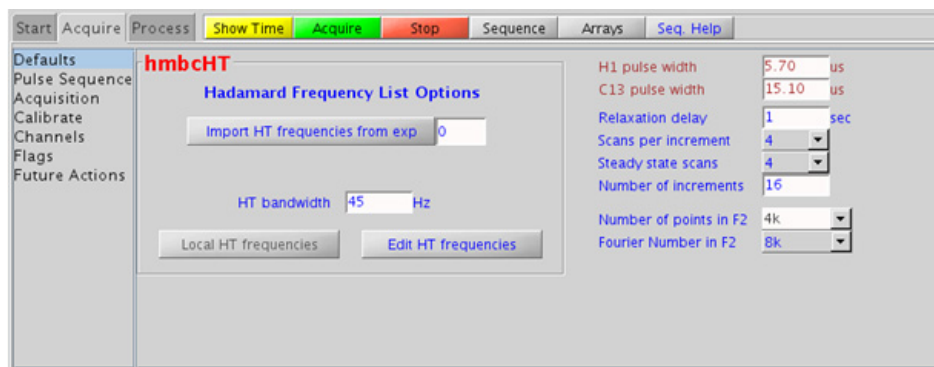 Start Acquire Process Show Time Acquire Stop Sequence Arrays Seq. Help
Defaults
Pulse Sequence
Acquisition
Calibrate
Channels
Flags
Future Actions
hmbcHT
Hadamard Frequency List Options
Import HT frequencies from exp 0
HT bandwidth 45 Hz
Local HT frequencies Edit HT frequencies
H1 pulse width 5.70 us
C13 pulse width 15.10 us
Relaxation delay 1 sec
Scans per increment 4
Steady state scans 4
Number of increments 16
Number of points in F2 4k
Fourier Number in F2 8k